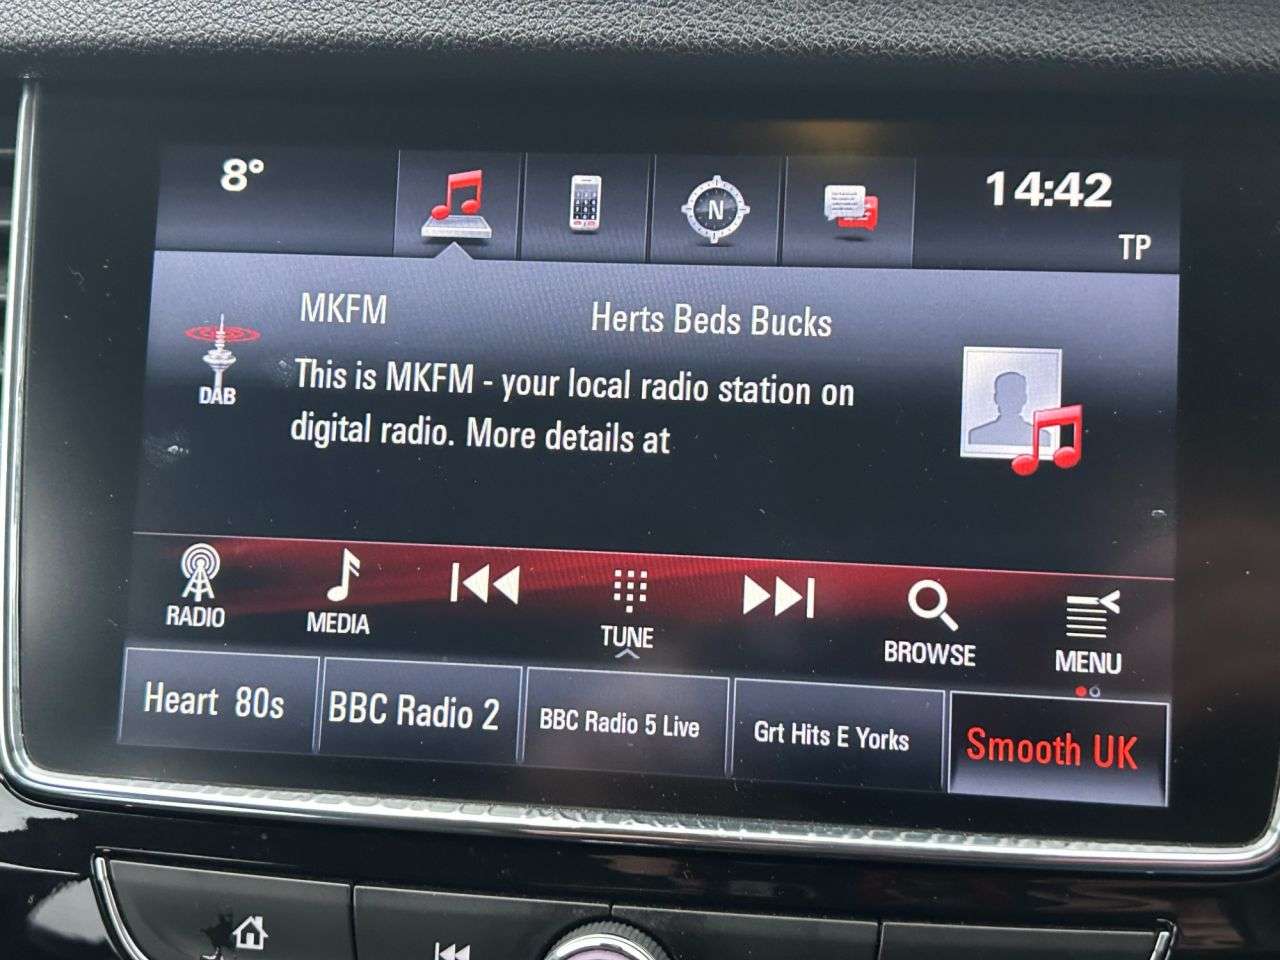 8°
N
14:42
TP
MKFM
Herts Beds Bucks
DAB
This is MKFM - your local radio station on
digital radio. More details at
RADIO
MEDIA
TUNE
BROWSE
MENU
Heart 80s
BBC Radio 2
BBC Radio 5 Live
Grt Hits E Yorks
Smooth UK